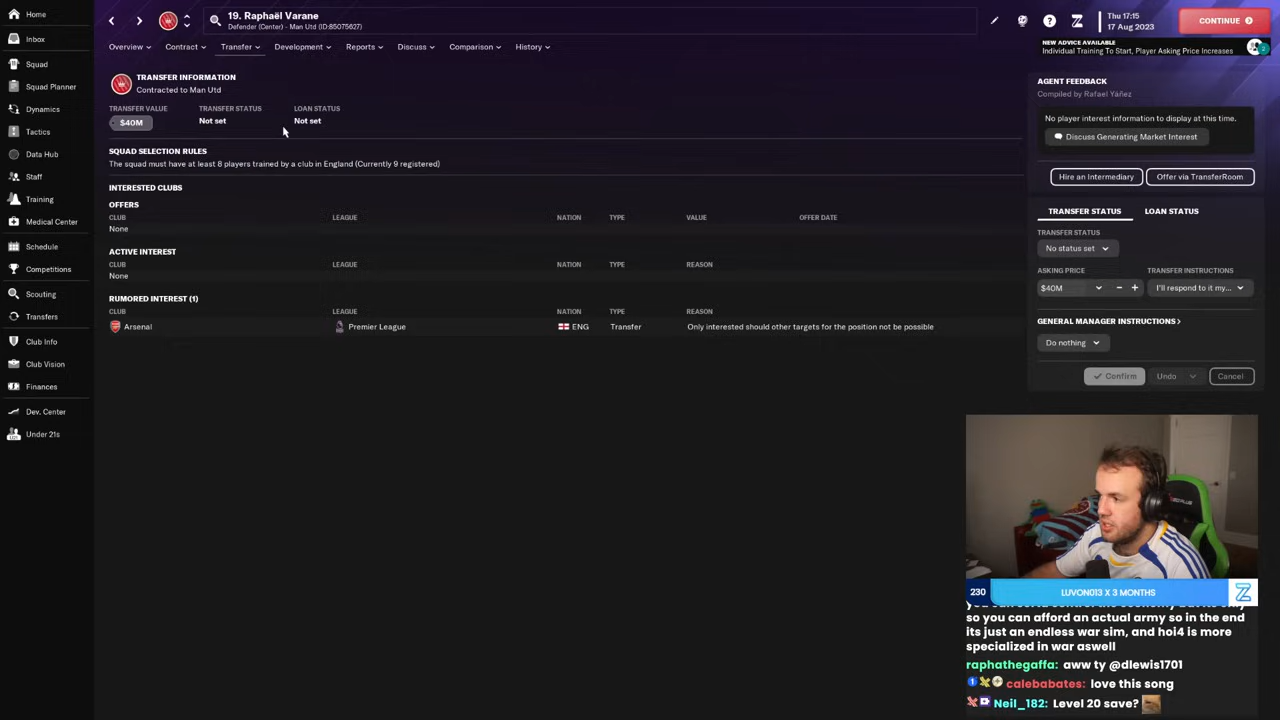 Home
Inbox
Squad
Squad Planner
Dynamics
Tactics
Data Hub
Staff
Training
Medical Center
Schedule
Competitions
Scouting
Transfers
Club Info
Club Vision
Finances
Dev. Center
Under 21s
19. Raphaël Varane
Defender (Center) - Man Utd (ID:85075627)
Thu 17:15
17 Aug 2023
CONTINUE
Overview
Contract
Transfer
Development
Reports
Discuss
Comparison
History
NEW ADVICE AVAILABLE
Individual Training To Start, Player Asking Price Increases
2
TRANSFER INFORMATION
Contracted to Man Utd
TRANSFER VALUE
TRANSFER STATUS
LOAN STATUS
$40M
Not set
Not set
SQUAD SELECTION RULES
The squad must have at least 8 players trained by a club in England (Currently 9 registered)
INTERESTED CLUBS
OFFERS
CLUB LEAGUE NATION TYPE VALUE OFFER DATE
None
ACTIVE INTEREST
CLUB LEAGUE NATION TYPE REASON
None
RUMORED INTEREST (1)
CLUB LEAGUE NATION TYPE REASON
Arsenal Premier League ENG Transfer Only interested should other targets for the position not be possible
AGENT FEEDBACK
Compiled by Rafael Yáñez
No player interest information to display at this time.
Discuss Generating Market Interest
Hire an Intermediary
Offer via TransferRoom
TRANSFER STATUS
LOAN STATUS
TRANSFER STATUS
No status set
ASKING PRICE
TRANSFER INSTRUCTIONS
$40M
I'll respond to it my...
GENERAL MANAGER INSTRUCTIONS >
Do nothing
Confirm
Undo
Cancel
230
LUVON013 X 3 MONTHS
so you can afford an actual army so in the end
its just an endless war sim, and hoi4 is more
specialized in war aswell
raphathegaffa: aww ty @dlewis1701
calebabates: love this song
Neil_182: Level 20 save?